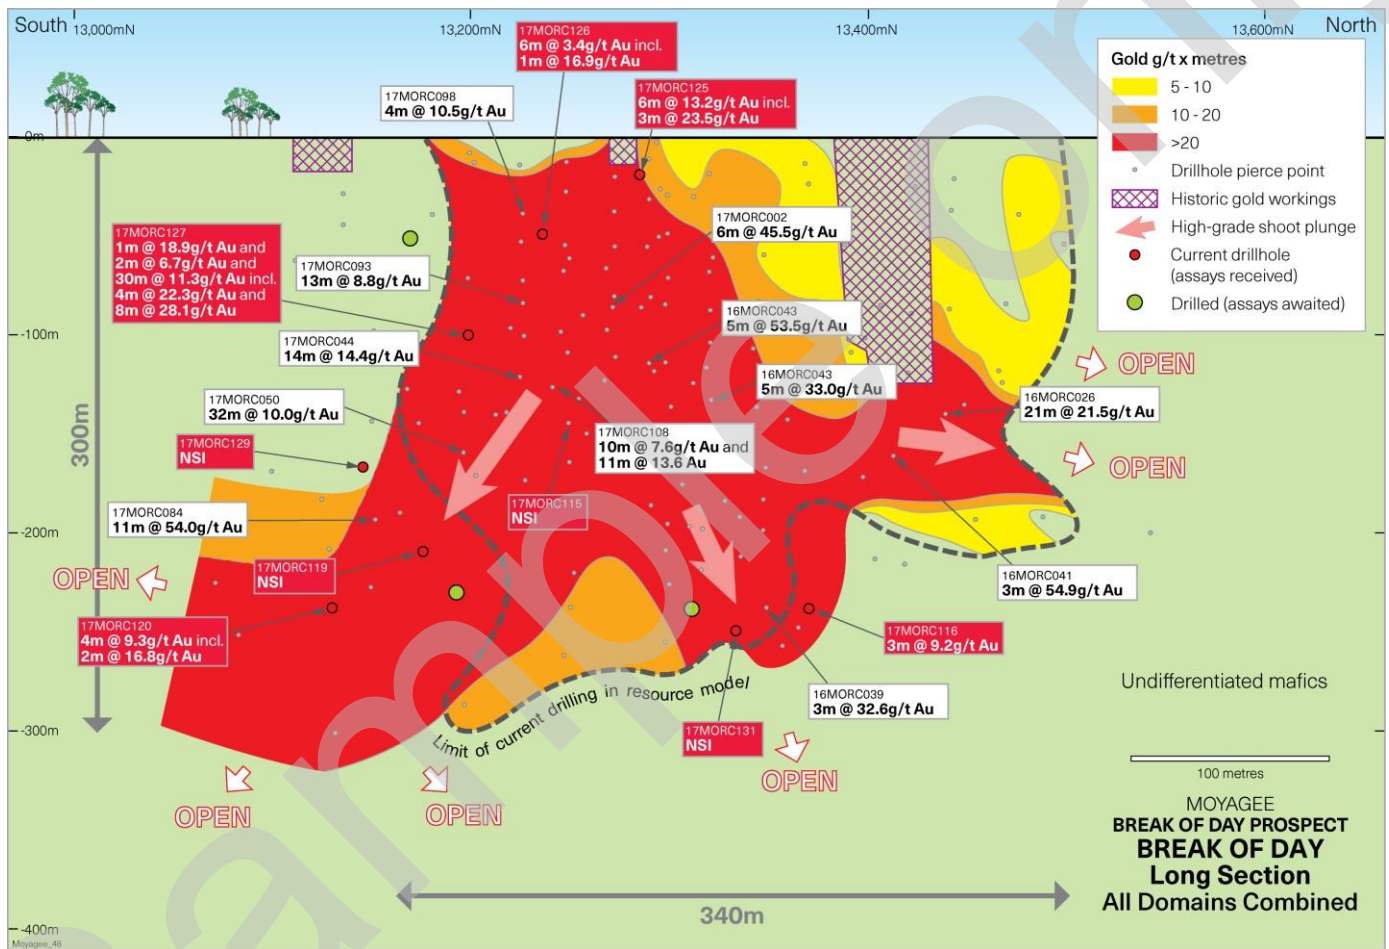 South
13,000mN
13,200mN
13,400mN
13,600mN
North
17MORC126
6m @ 3.4g/t Au incl.
1m @ 16.9g/t Au
17MORC098
4m @ 10.5g/t Au
17MORC125
6m @ 13.2g/t Au incl.
3m @ 23.5g/t Au
Gold g/t x metres
5 - 10
10 - 20
>20
Drillhole pierce point
Historic gold workings
High-grade shoot plunge
Current drillhole
(assays received)
Drilled (assays awaited)
0m
17MORC127
1m @ 18.9g/t Au and
2m @ 6.7g/t Au and
30m @ 11.3g/t Au incl.
4m @ 22.3g/t Au and
8m @ 28.1g/t Au
17MORC002
6m @ 45.5g/t Au
17MORC093
13m @ 8.8g/t Au
16MORC043
5m @ 53.5g/t Au
-100m
17MORC044
14m @ 14.4g/t Au
OPEN
16MORC043
5m @ 33.0g/t Au
17MORC050
32m @ 10.0g/t Au
16MORC026
21m @ 21.5g/t Au
300m
17MORC129
NSI
17MORC108
10m @ 7.6g/t Au and
11m @ 13.6 Au
OPEN
17MORC115
NSI
17MORC084
11m @ 54.0g/t Au
-200m
17MORC119
NSI
OPEN
16MORC041
3m @ 54.9g/t Au
17MORC120
4m @ 9.3g/t Au incl.
2m @ 16.8g/t Au
17MORC116
3m @ 9.2g/t Au
16MORC039
3m @ 32.6g/t Au
Undifferentiated mafics
Limit of current drilling in resource model
17MORC131
NSI
-300m
OPEN
OPEN
OPEN
100 metres
MOYAGEE
BREAK OF DAY PROSPECT
BREAK OF DAY
Long Section
All Domains Combined
340m
-400m
Moyagee_48